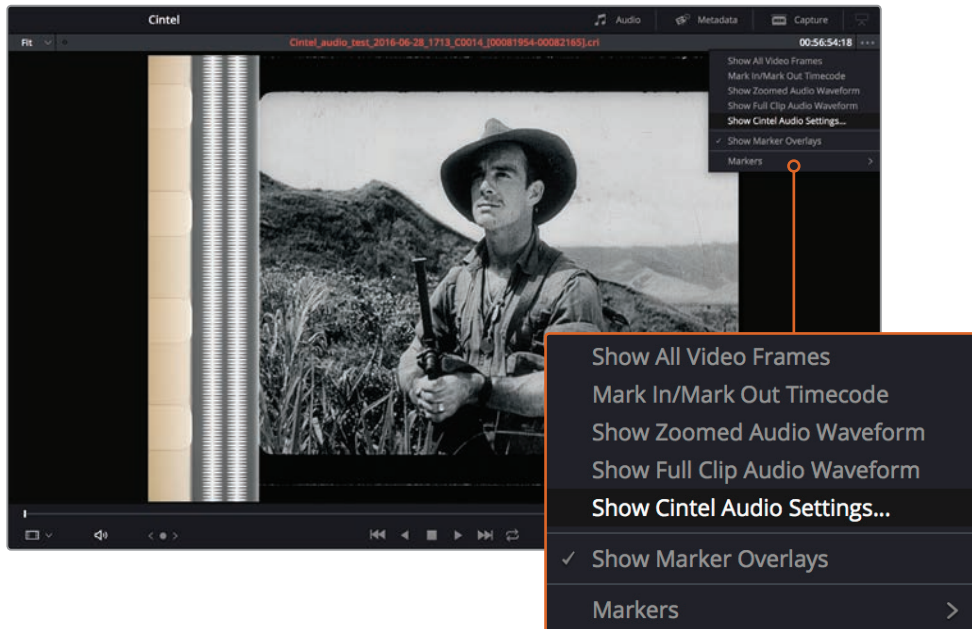 Cintel
Audio
Metadata
Capture
Fit
Cintel_audio_test_2016-06-28_1713_C0014_[00081954-00082165].cri
00:56:54:18
Show All Video Frames
Mark In/Mark Out Timecode
Show Zoomed Audio Waveform
Show Full Clip Audio Waveform
Show Cintel Audio Settings...
✓ Show Marker Overlays
Markers >
Show All Video Frames
Mark In/Mark Out Timecode
Show Zoomed Audio Waveform
Show Full Clip Audio Waveform
Show Cintel Audio Settings...
✓ Show Marker Overlays
Markers >